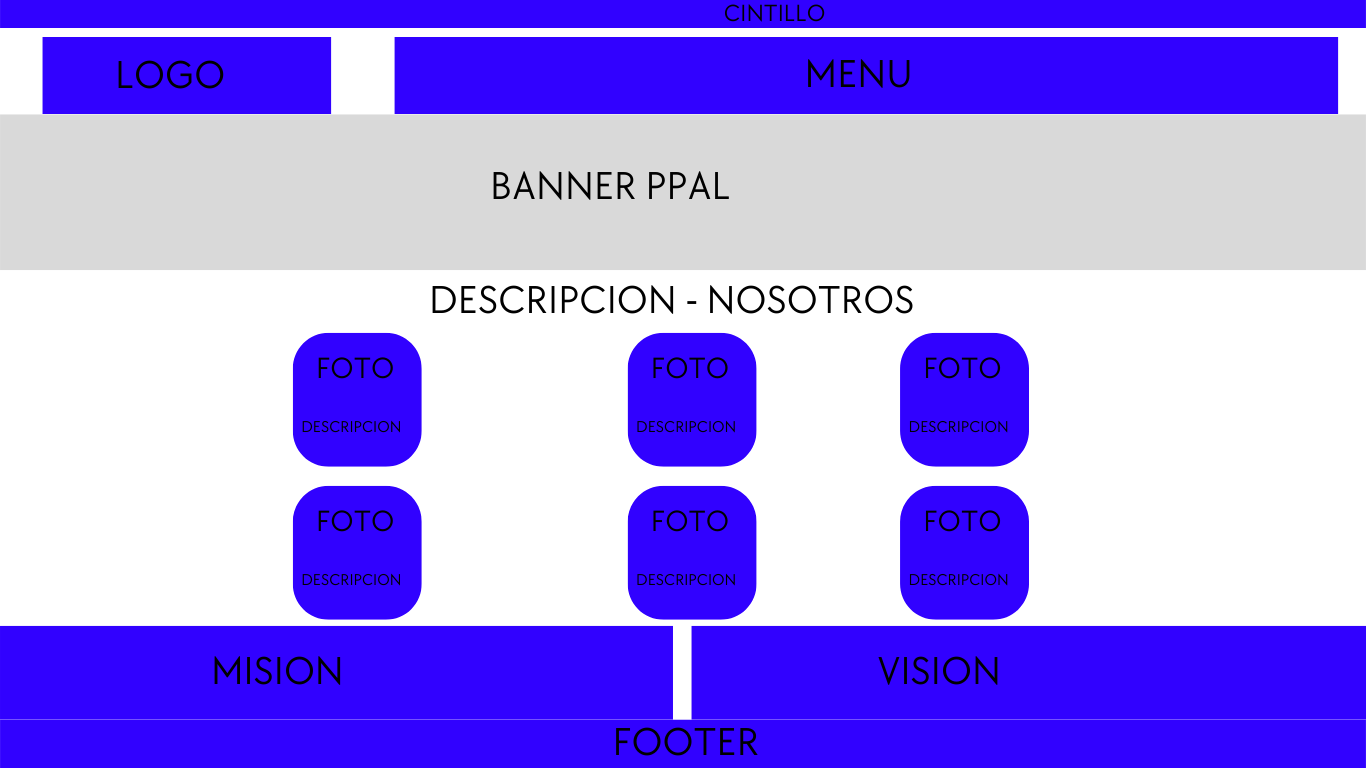 CINTILLO
LOGO
MENU
BANNER PPAL
DESCRIPCION - NOSOTROS
FOTO
DESCRIPCION
FOTO
DESCRIPCION
FOTO
DESCRIPCION
FOTO
DESCRIPCION
FOTO
DESCRIPCION
FOTO
DESCRIPCION
MISION
VISION
FOOTER